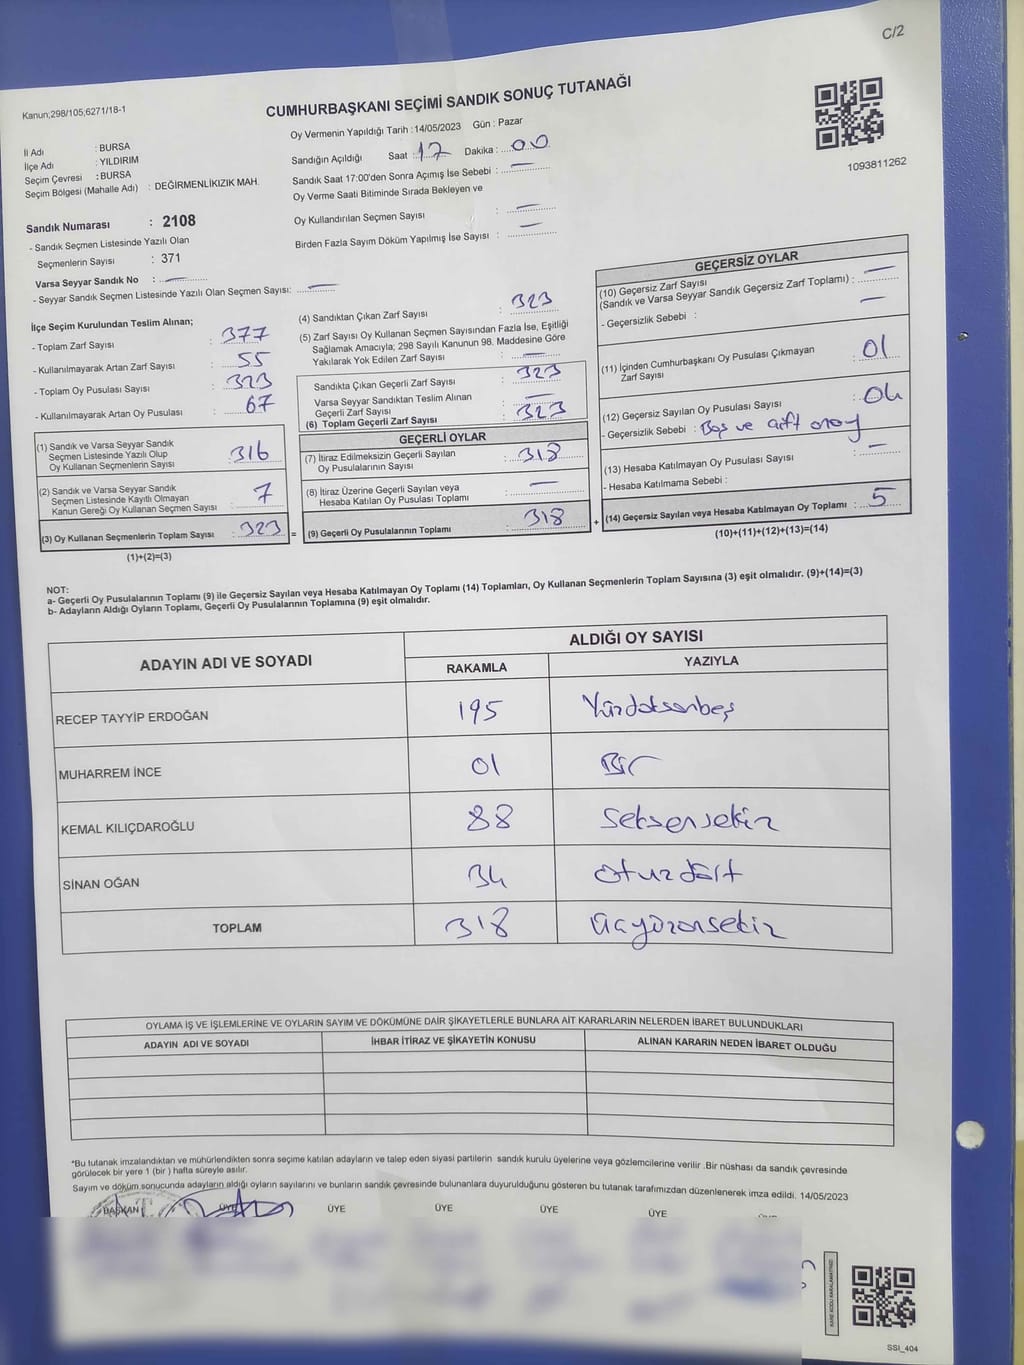 C/2
Kanun;298/105;6271/18-1
CUMHURBAŞKANI SEÇİMİ SANDIK SONUÇ TUTANAĞI
1093811262
İl Adı : BURSA
İlçe Adı : YILDIRIM
Seçim Çevresi : BURSA
Seçim Bölgesi (Mahalle Adı) : DEĞİRMENLİKIZIK MAH.
Oy Vermenin Yapıldığı Tarih : 14/05/2023 Gün : Pazar
Sandığın Açıldığı Saat : 17 Dakika : 00
Sandık Saat 17:00'den Sonra Açımış İse Sebebi : —
Oy Verme Saati Bitiminde Sırada Bekleyen ve
Oy Kullandırılan Seçmen Sayısı : —
Birden Fazla Sayım Döküm Yapılmış İse Sayısı : —
Sandık Numarası : 2108
- Sandık Seçmen Listesinde Yazılı Olan
Seçmenlerin Sayısı : 371
Varsa Seyyar Sandık No : —
- Seyyar Sandık Seçmen Listesinde Yazılı Olan Seçmen Sayısı: —
İlçe Seçim Kurulundan Teslim Alınan;
- Toplam Zarf Sayısı : 377
- Kullanılmayarak Artan Zarf Sayısı : 55
- Toplam Oy Pusulası Sayısı : 323
- Kullanılmayarak Artan Oy Pusulası : 67
(1) Sandık ve Varsa Seyyar Sandık
Seçmen Listesinde Yazılı Olup
Oy Kullanan Seçmenlerin Sayısı : 316
(2) Sandık ve Varsa Seyyar Sandık
Seçmen Listesinde Kayıtlı Olmayan
Kanun Gereği Oy Kullanan Seçmen Sayısı : 7
(3) Oy Kullanan Seçmenlerin Toplam Sayısı : 323
(1)+(2)=(3)
(4) Sandıktan Çıkan Zarf Sayısı : 323
(5) Zarf Sayısı Oy Kullanan Seçmen Sayısından Fazla İse, Eşitliği
Sağlamak Amacıyla; 298 Sayılı Kanunun 98. Maddesine Göre
Yakılarak Yok Edilen Zarf Sayısı : —
Sandıkta Çıkan Geçerli Zarf Sayısı : 323
Varsa Seyyar Sandıktan Teslim Alınan
Geçerli Zarf Sayısı : —
(6) Toplam Geçerli Zarf Sayısı : 323
GEÇERLİ OYLAR
(7) İtiraz Edilmeksizin Geçerli Sayılan
Oy Pusulalarının Sayısı : 318
(8) İtiraz Üzerine Geçerli Sayılan veya
Hesaba Katılan Oy Pusulası Toplamı : —
= (9) Geçerli Oy Pusulalarının Toplamı : 318 +
GEÇERSİZ OYLAR
(10) Geçersiz Zarf Sayısı
(Sandık ve Varsa Seyyar Sandık Geçersiz Zarf Toplamı) : —
- Geçersizlik Sebebi : —
(11) İçinden Cumhurbaşkanı Oy Pusulası Çıkmayan
Zarf Sayısı : 01
(12) Geçersiz Sayılan Oy Pusulası Sayısı : 04
- Geçersizlik Sebebi : Boş ve çift onay
(13) Hesaba Katılmayan Oy Pusulası Sayısı : —
- Hesaba Katılmama Sebebi :
(14) Geçersiz Sayılan veya Hesaba Katılmayan Oy Toplamı : 5
(10)+(11)+(12)+(13)=(14)
NOT:
a- Geçerli Oy Pusulalarının Toplamı (9) ile Geçersiz Sayılan veya Hesaba Katılmayan Oy Toplamı (14) Toplamları, Oy Kullanan Seçmenlerin Toplam Sayısına (3) eşit olmalıdır. (9)+(14)=(3)
b- Adayların Aldığı Oyların Toplamı, Geçerli Oy Pusulalarının Toplamına (9) eşit olmalıdır.
ADAYIN ADI VE SOYADI ALDIĞI OY SAYISI
RAKAMLA YAZIYLA
RECEP TAYYİP ERDOĞAN 195 Yüzdoksanbeş
MUHARREM İNCE 01 Bir
KEMAL KILIÇDAROĞLU 88 Seksensekiz
SİNAN OĞAN 34 Otuzdört
TOPLAM 318 Üçyüzonsekiz
OYLAMA İŞ VE İŞLEMLERİNE VE OYLARIN SAYIM VE DÖKÜMÜNE DAİR ŞİKAYETLERLE BUNLARA AİT KARARLARIN NELERDEN İBARET BULUNDUKLARI
ADAYIN ADI VE SOYADI İHBAR İTİRAZ VE ŞİKAYETİN KONUSU ALINAN KARARIN NEDEN İBARET OLDUĞU
*Bu tutanak imzalandıktan ve mühürlendikten sonra seçime katılan adayların ve talep eden siyasi partilerin sandık kurulu üyelerine veya gözlemcilerine verilir .Bir nüshası da sandık çevresinde
görülecek bir yere 1 (bir ) hafta süreyle asılır.
Sayım ve döküm sonucunda adayların aldığı oyların sayılarını ve bunların sandık çevresinde bulunanlara duyurulduğunu gösteren bu tutanak tarafımızdan düzenlenerek imza edildi. 14/05/2023
BAŞKAN ÜYE ÜYE ÜYE ÜYE ÜYE
KARE KODU KARALAMAYINIZ!
SSI_404